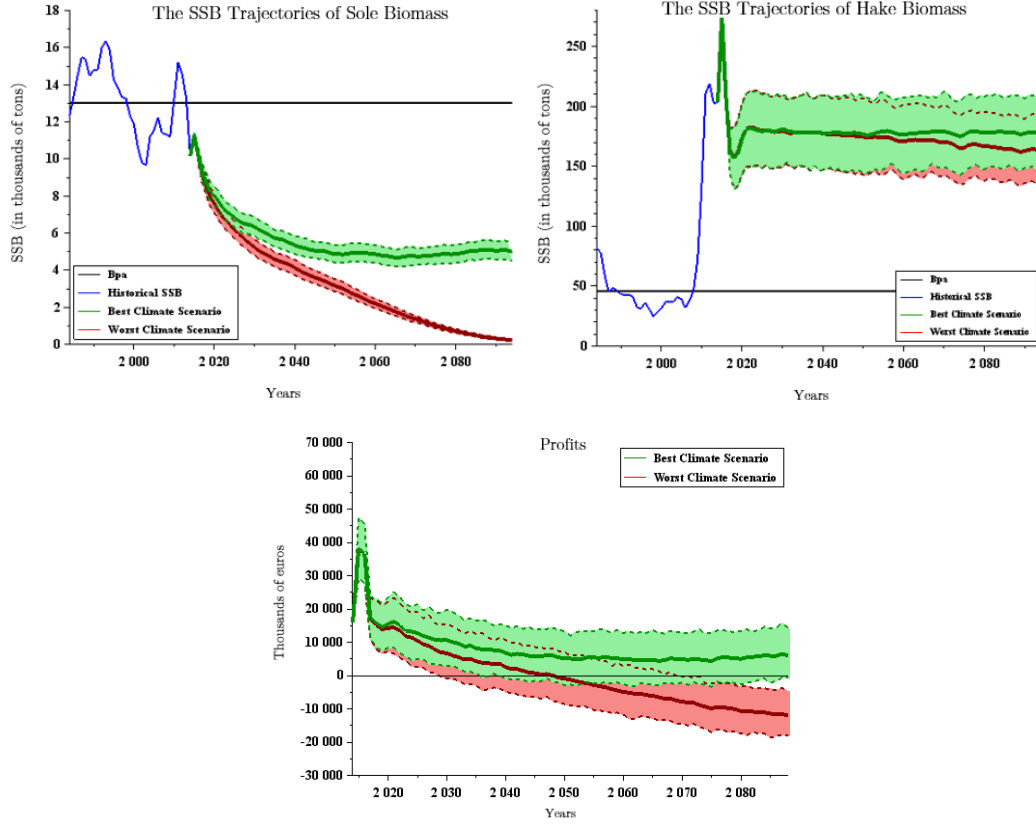 The SSB Trajectories of Sole Biomass
SSB (in thousands of tons)
18
16
14
12
10
8
6
4
2
0
Bpa
Historical SSB
Best Climate Scenario
Worst Climate Scenario
2 000
2 020
2 040
2 060
2 080
Years
The SSB Trajectories of Hake Biomass
SSB (in thousands of tons)
250
200
150
100
50
0
Bpa
Historical SSB
Best Climate Scenario
Worst Climate Scenario
2 000
2 020
2 040
2 060
2 080
Years
Profits
Thousands of euros
70 000
60 000
50 000
40 000
30 000
20 000
10 000
0
-10 000
-20 000
-30 000
Best Climate Scenario
Worst Climate Scenario
2 020
2 030
2 040
2 050
2 060
2 070
2 080
Years